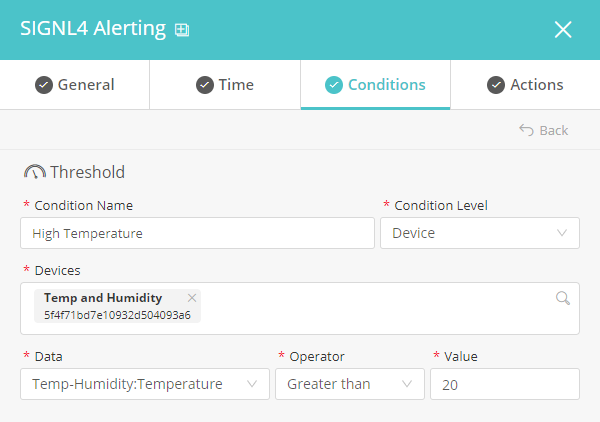 SIGNL4 Alerting
General Time Conditions Actions
Back
Threshold
* Condition Name * Condition Level
High Temperature Device
* Devices
Temp and Humidity
5f4f71bd7e10932d504093a6
* Data * Operator * Value
Temp-Humidity:Temperature Greater than 20